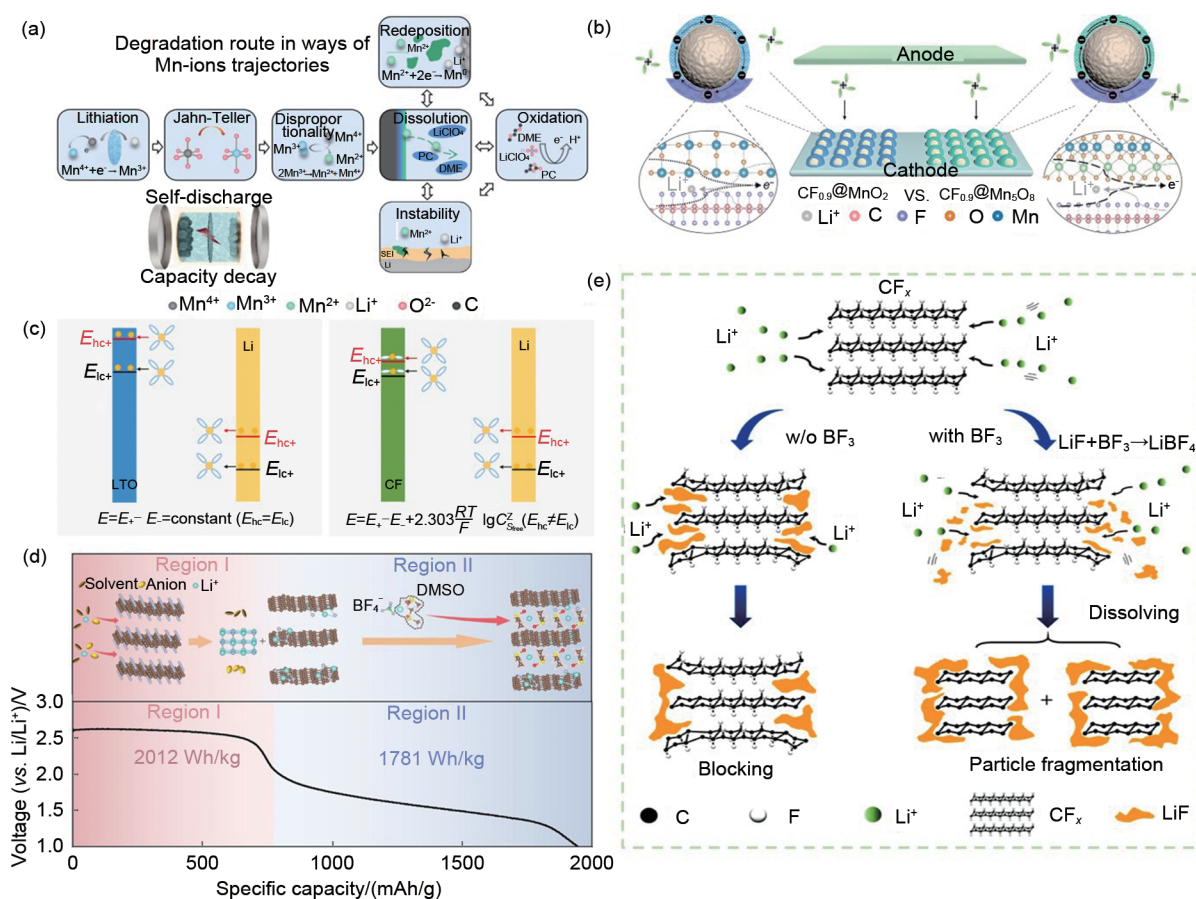 (a)
Degradation route in ways of
Mn-ions trajectories
Redeposition
Mn²⁺
Li⁺
Mn²⁺+2e⁻→Mn⁰
Lithiation
Mn⁴⁺+e⁻→Mn³⁺
Jahn-Teller
Dispropor
tionality
Mn³⁺
Mn⁴⁺
Mn²⁺
2Mn³⁺→Mn²⁺+Mn⁴⁺
Dissolution
LiClO₄
PC
DME
Oxidation
DME
e⁻ H⁺
LiClO₄
PC
Self-discharge
Capacity decay
Instability
Mn²⁺
Li⁺
SEI
Li
Mn⁴⁺ Mn³⁺ Mn²⁺ Li⁺ O²⁻ C
(b)
Anode
Cathode
Li⁺
e⁻
Li⁺
e⁻
CF₀.₉@MnO₂ VS. CF₀.₉@Mn₅O₈
Li⁺ C F O Mn
(c)
E_hc+
E_lc+
LTO
Li
E_hc+
E_lc+
E=E₊−E₋=constant (E_hc=E_lc)
E_hc+
E_lc+
CF
Li
E_hc+
E_lc+
E=E₊−E₋+2.303 RT/F lgC^Z_Sfree(E_hc≠E_lc)
(d)
Region I
Region II
Solvent Anion Li⁺
BF₄⁻
DMSO
Region I
Region II
2012 Wh/kg
1781 Wh/kg
Voltage (vs. Li/Li⁺)/V
3.0
2.5
2.0
1.5
1.0
0 500 1000 1500 2000
Specific capacity/(mAh/g)
(e)
CFₓ
Li⁺
Li⁺
w/o BF₃
with BF₃
LiF+BF₃→LiBF₄
Li⁺
Li⁺
Li⁺
Li⁺
Dissolving
+
Blocking
Particle fragmentation
C F Li⁺ CFₓ LiF